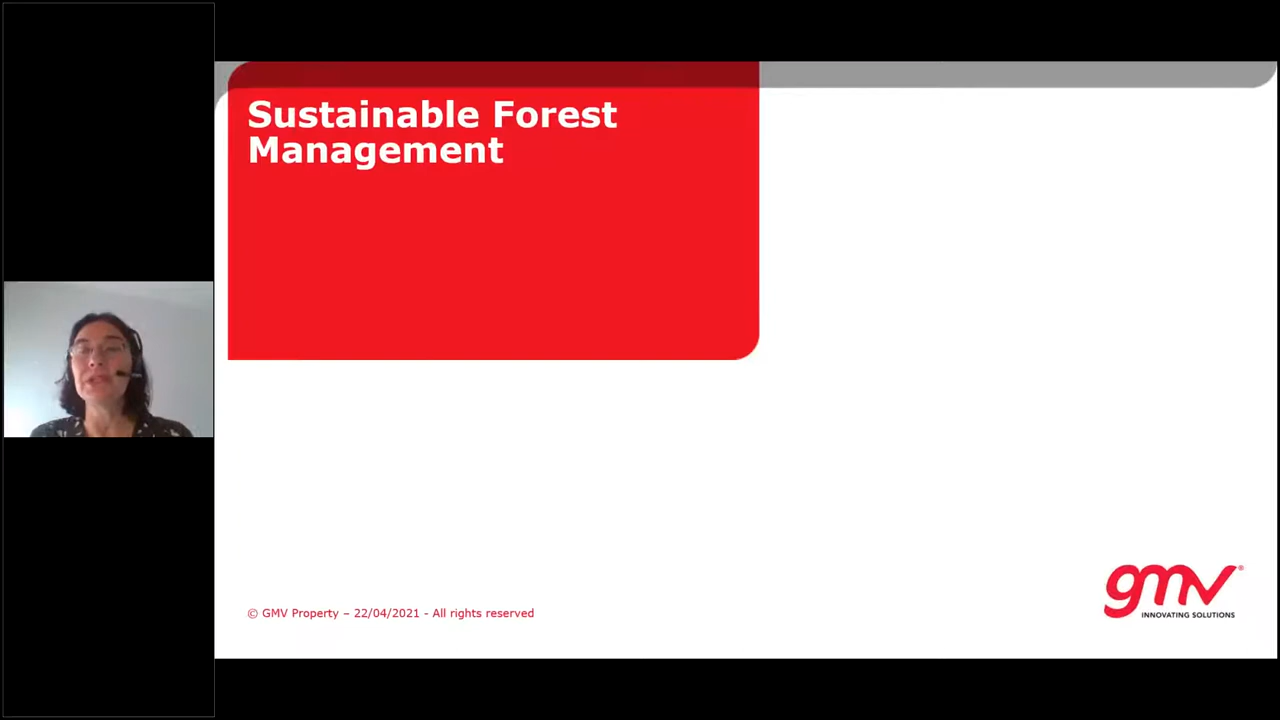 Sustainable Forest
Management
© GMV Property – 22/04/2021 - All rights reserved
gmv®
INNOVATING SOLUTIONS